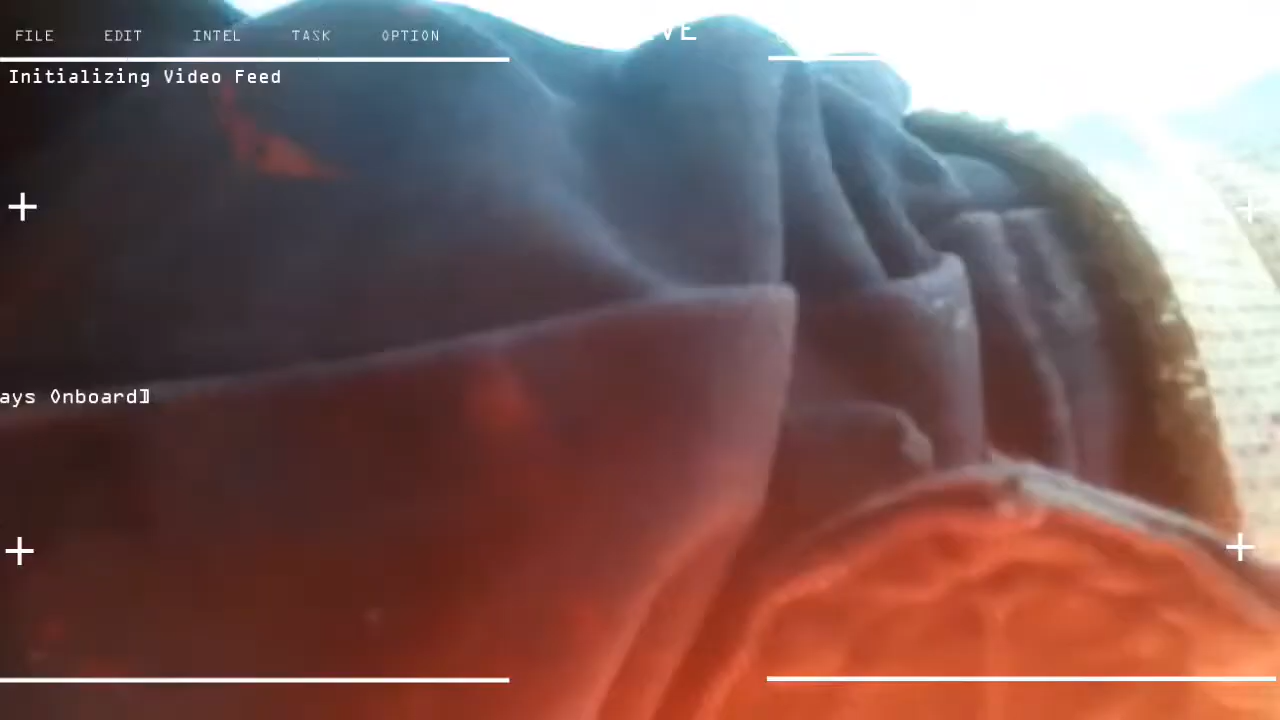 FILE EDIT INTEL TASK OPTION
Initializing Video Feed
ays Onboard]